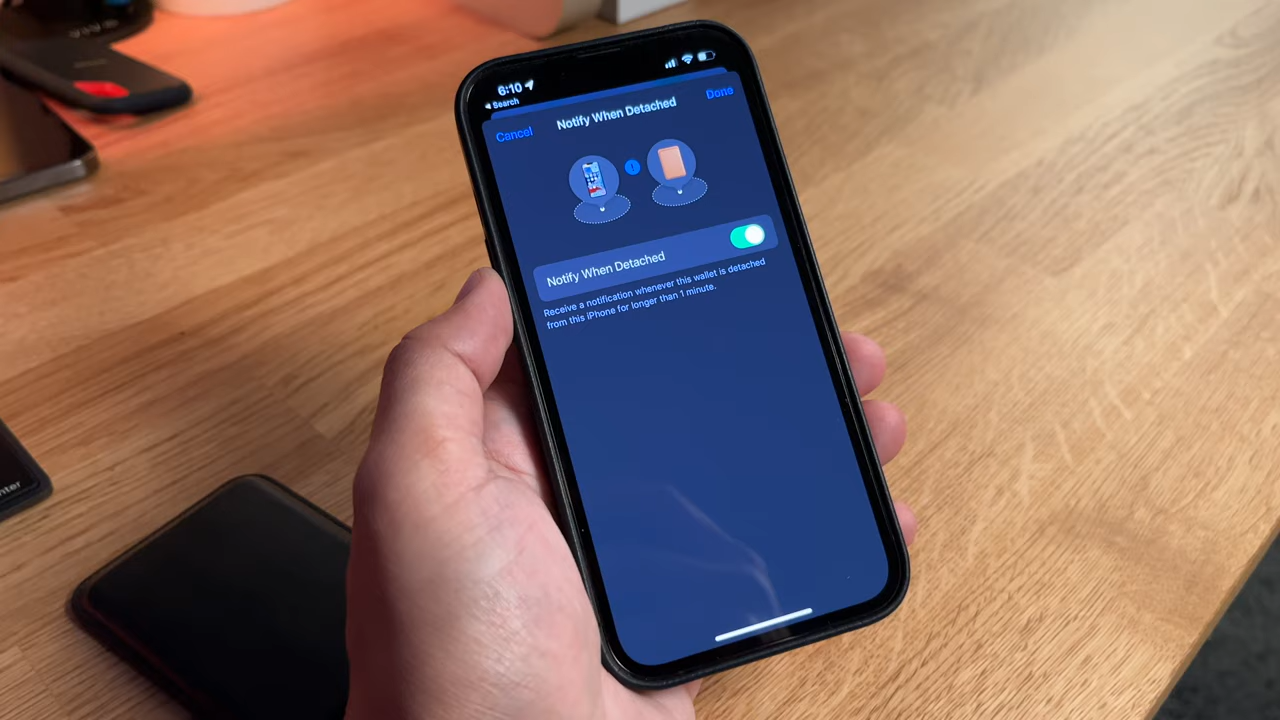 6:10
Search
Cancel
Notify When Detached
Done
Notify When Detached
Receive a notification whenever this wallet is detached
from this iPhone for longer than 1 minute.
nter